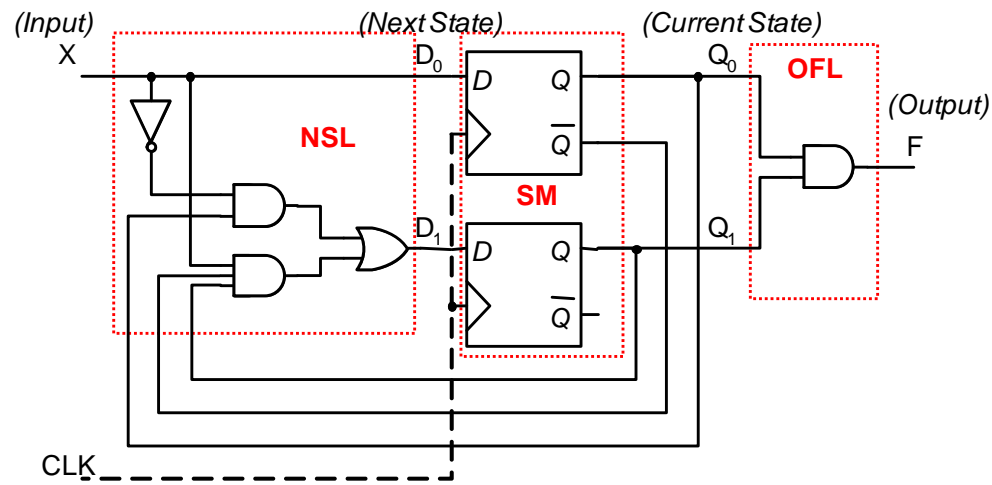 (Input) (Next State) (Current State)
X D0 Q0 OFL
D Q (Output)
NSL Q F
SM
D1 Q1
D Q
Q
CLK